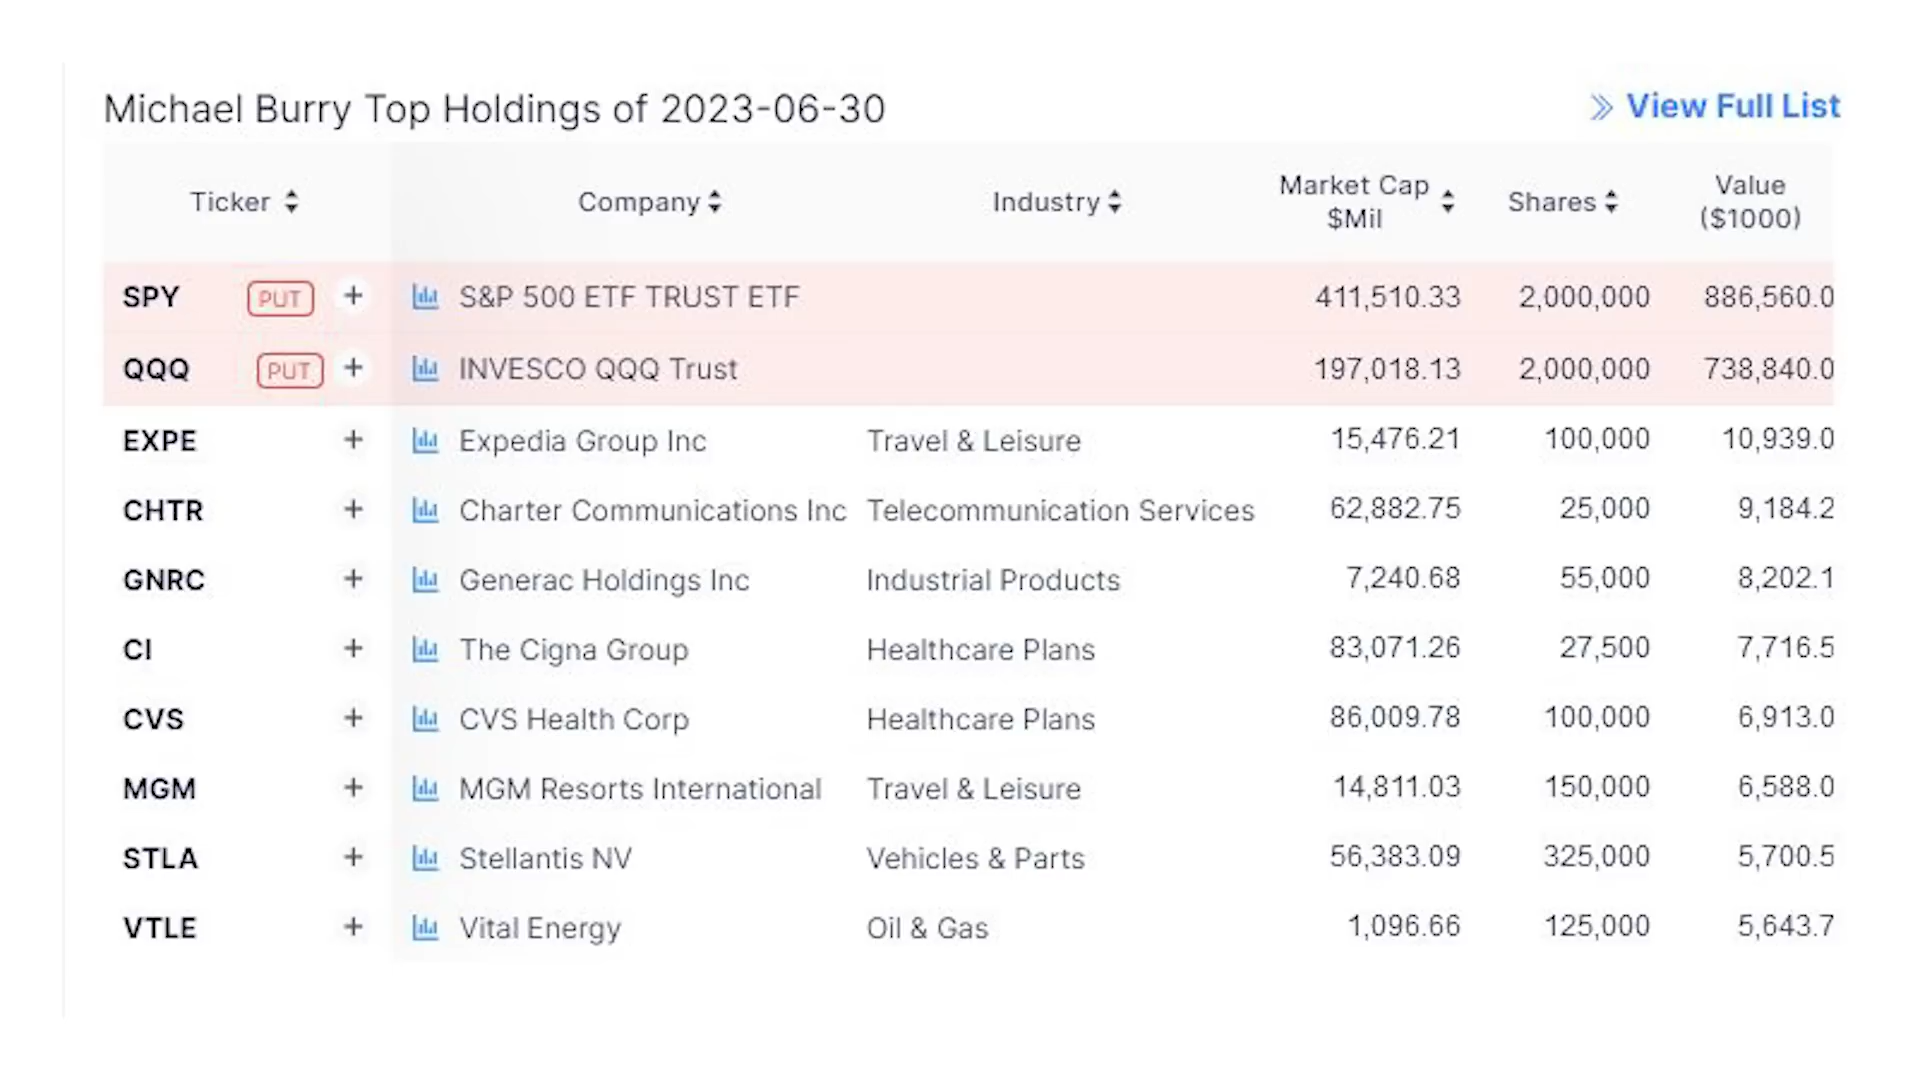 Michael Burry Top Holdings of 2023-06-30
View Full List
Ticker Company Industry Market Cap $Mil Shares Value ($1000)
SPY PUT + S&P 500 ETF TRUST ETF 411,510.33 2,000,000 886,560.0
QQQ PUT + INVESCO QQQ Trust 197,018.13 2,000,000 738,840.0
EXPE + Expedia Group Inc Travel & Leisure 15,476.21 100,000 10,939.0
CHTR + Charter Communications Inc Telecommunication Services 62,882.75 25,000 9,184.2
GNRC + Generac Holdings Inc Industrial Products 7,240.68 55,000 8,202.1
CI + The Cigna Group Healthcare Plans 83,071.26 27,500 7,716.5
CVS + CVS Health Corp Healthcare Plans 86,009.78 100,000 6,913.0
MGM + MGM Resorts International Travel & Leisure 14,811.03 150,000 6,588.0
STLA + Stellantis NV Vehicles & Parts 56,383.09 325,000 5,700.5
VTLE + Vital Energy Oil & Gas 1,096.66 125,000 5,643.7